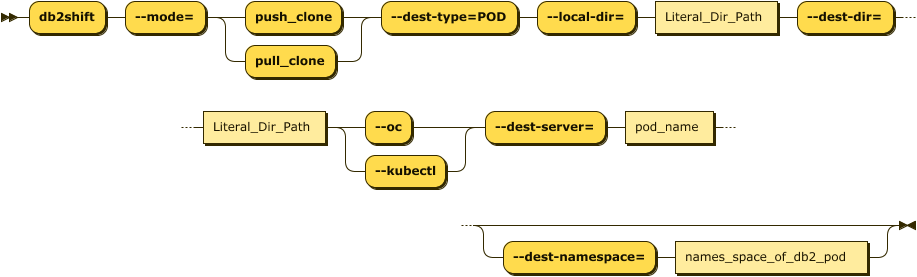 db2shift --mode= push_clone --dest-type=POD --local-dir= Literal_Dir_Path --dest-dir=
pull_clone
Literal_Dir_Path --oc --dest-server= pod_name
--kubectl
--dest-namespace= names_space_of_db2_pod